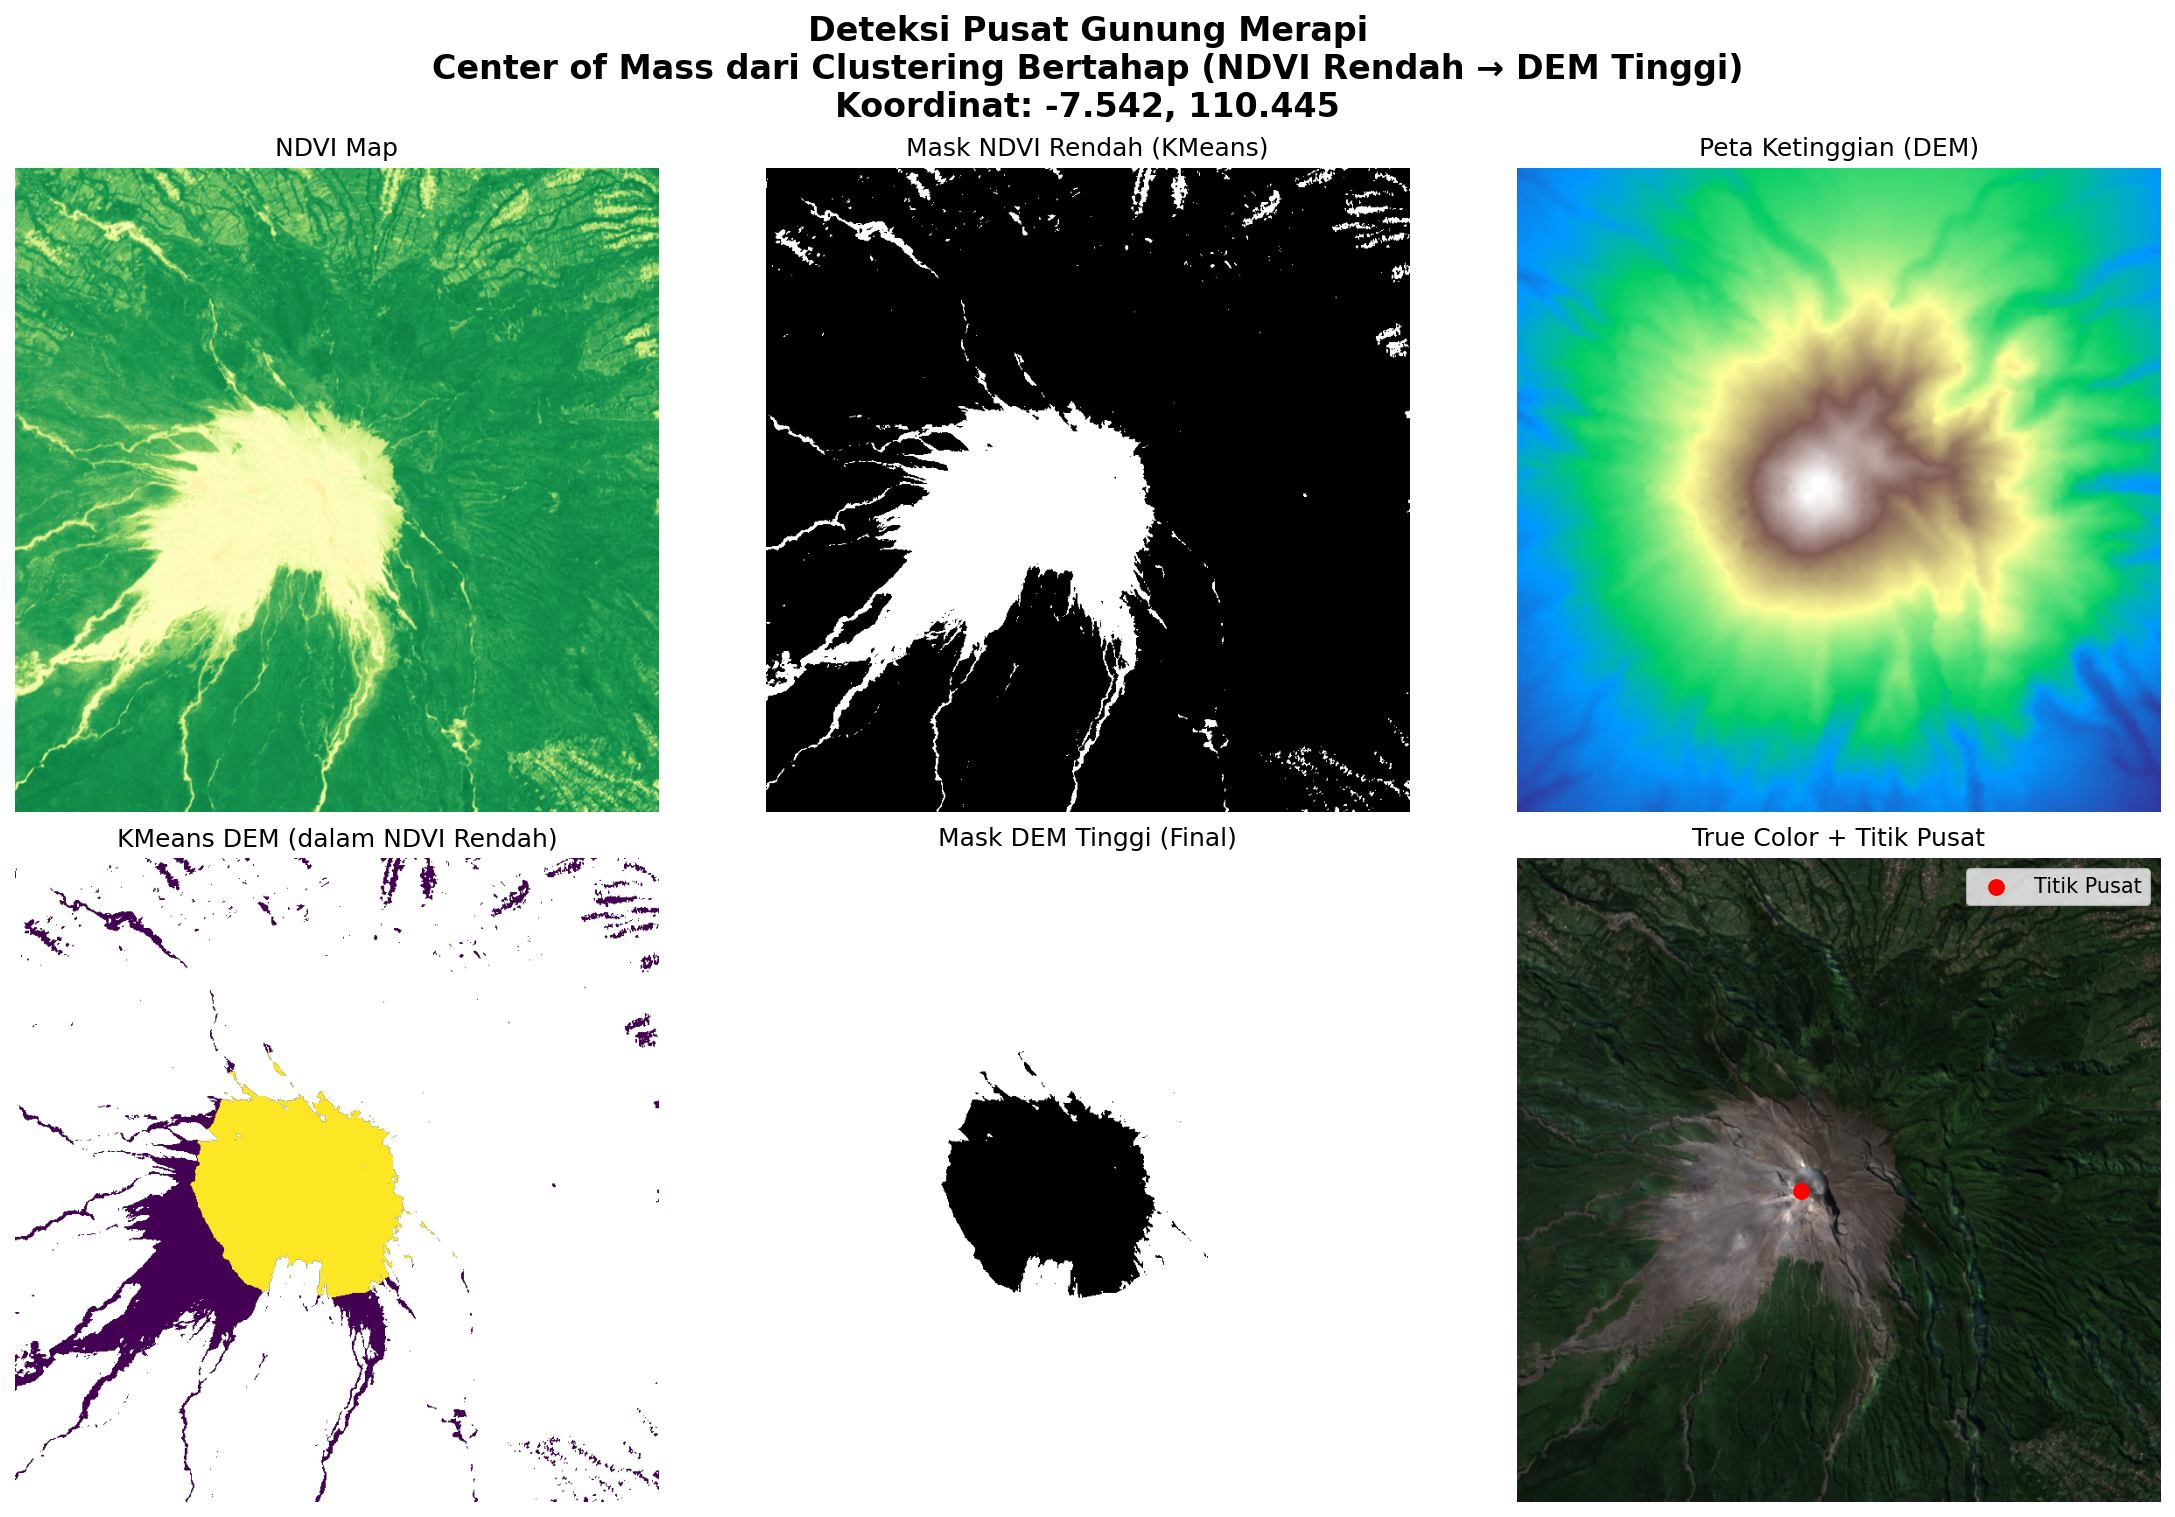 Deteksi Pusat Gunung Merapi
Center of Mass dari Clustering Bertahap (NDVI Rendah → DEM Tinggi)
Koordinat: -7.542, 110.445
NDVI Map
Mask NDVI Rendah (KMeans)
Peta Ketinggian (DEM)
KMeans DEM (dalam NDVI Rendah)
Mask DEM Tinggi (Final)
True Color + Titik Pusat
Titik Pusat